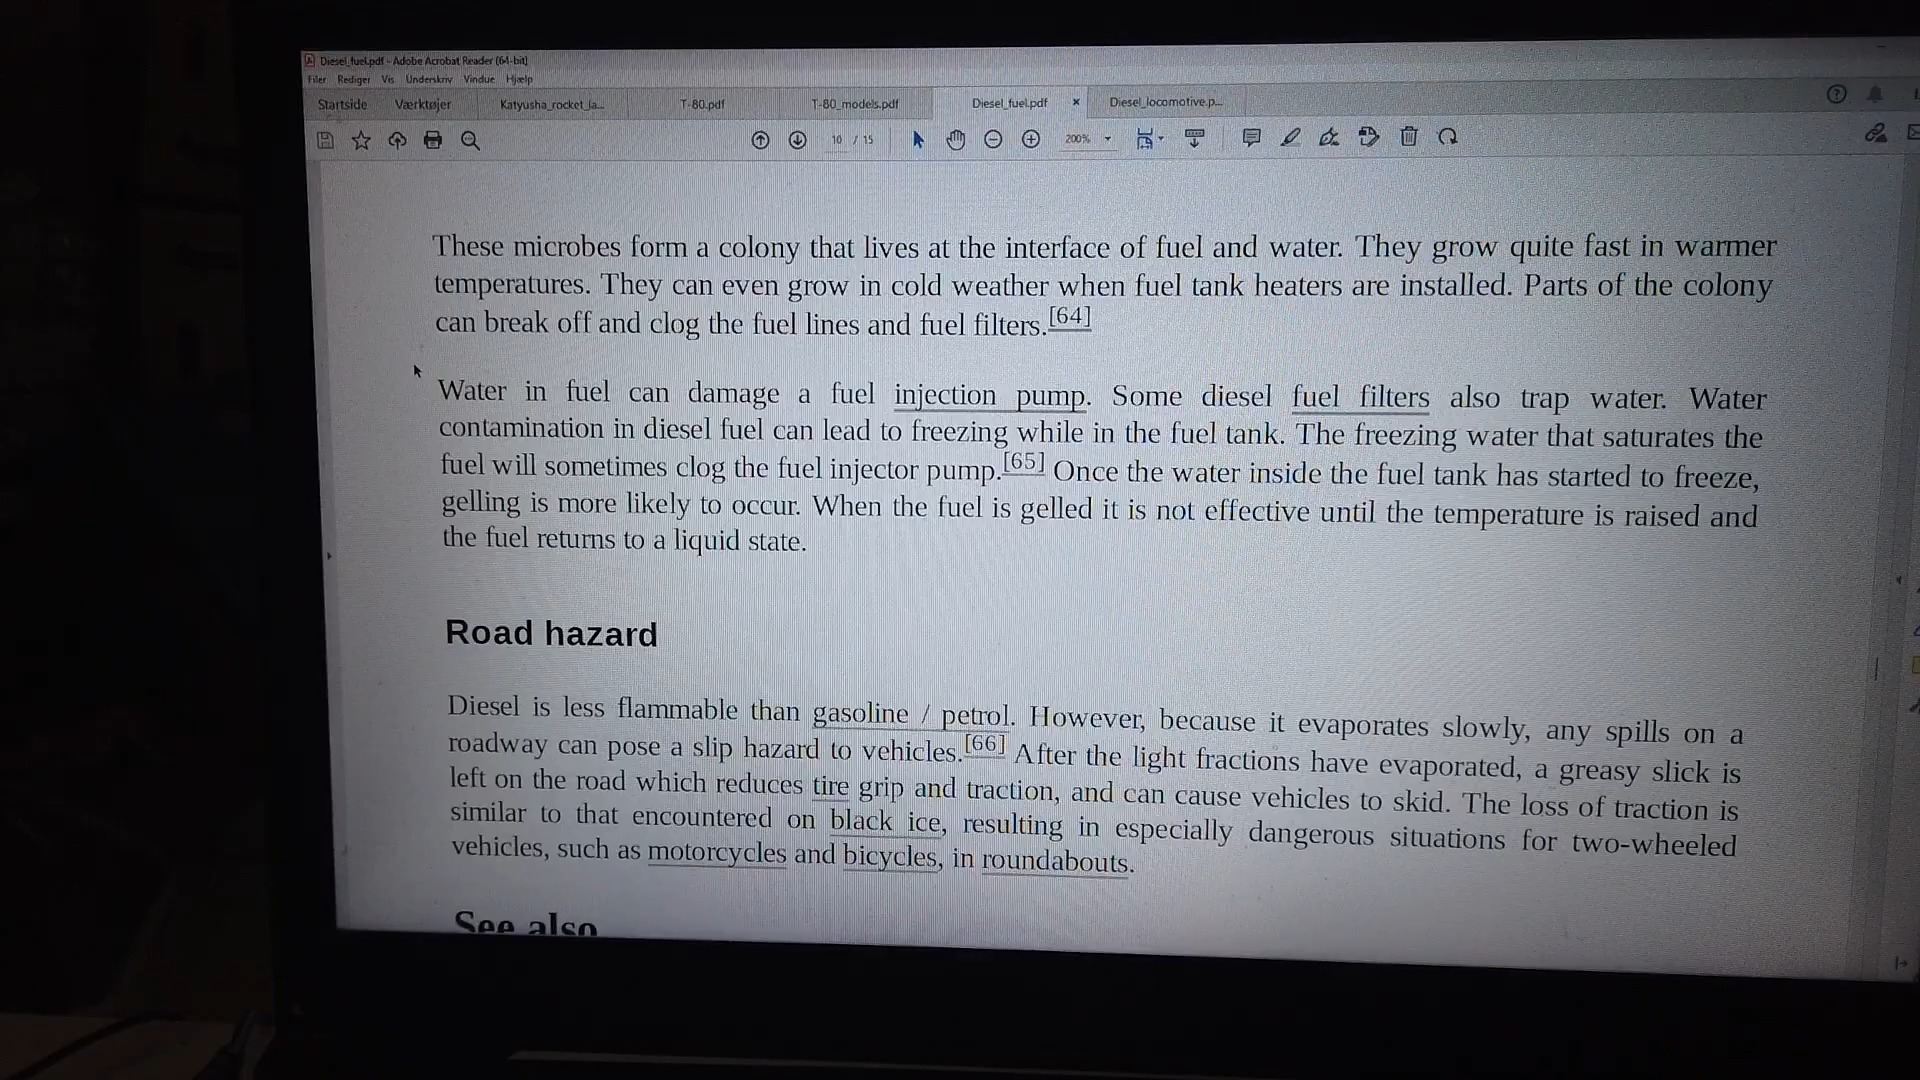 Diesel_fuel.pdf - Adobe Acrobat Reader (64-bit)
Filer Rediger Vis Underskriv Vindue Hjælp
Startside Værktøjer Katyusha_rocket_la... T-80.pdf T-80_models.pdf Diesel_fuel.pdf × Diesel_locomotive.p...
10 / 15 200%
These microbes form a colony that lives at the interface of fuel and water. They grow quite fast in warmer
temperatures. They can even grow in cold weather when fuel tank heaters are installed. Parts of the colony
can break off and clog the fuel lines and fuel filters.[64]
Water in fuel can damage a fuel injection pump. Some diesel fuel filters also trap water. Water
contamination in diesel fuel can lead to freezing while in the fuel tank. The freezing water that saturates the
fuel will sometimes clog the fuel injector pump.[65] Once the water inside the fuel tank has started to freeze,
gelling is more likely to occur. When the fuel is gelled it is not effective until the temperature is raised and
the fuel returns to a liquid state.
Road hazard
Diesel is less flammable than gasoline / petrol. However, because it evaporates slowly, any spills on a
roadway can pose a slip hazard to vehicles.[66] After the light fractions have evaporated, a greasy slick is
left on the road which reduces tire grip and traction, and can cause vehicles to skid. The loss of traction is
similar to that encountered on black ice, resulting in especially dangerous situations for two-wheeled
vehicles, such as motorcycles and bicycles, in roundabouts.
See also